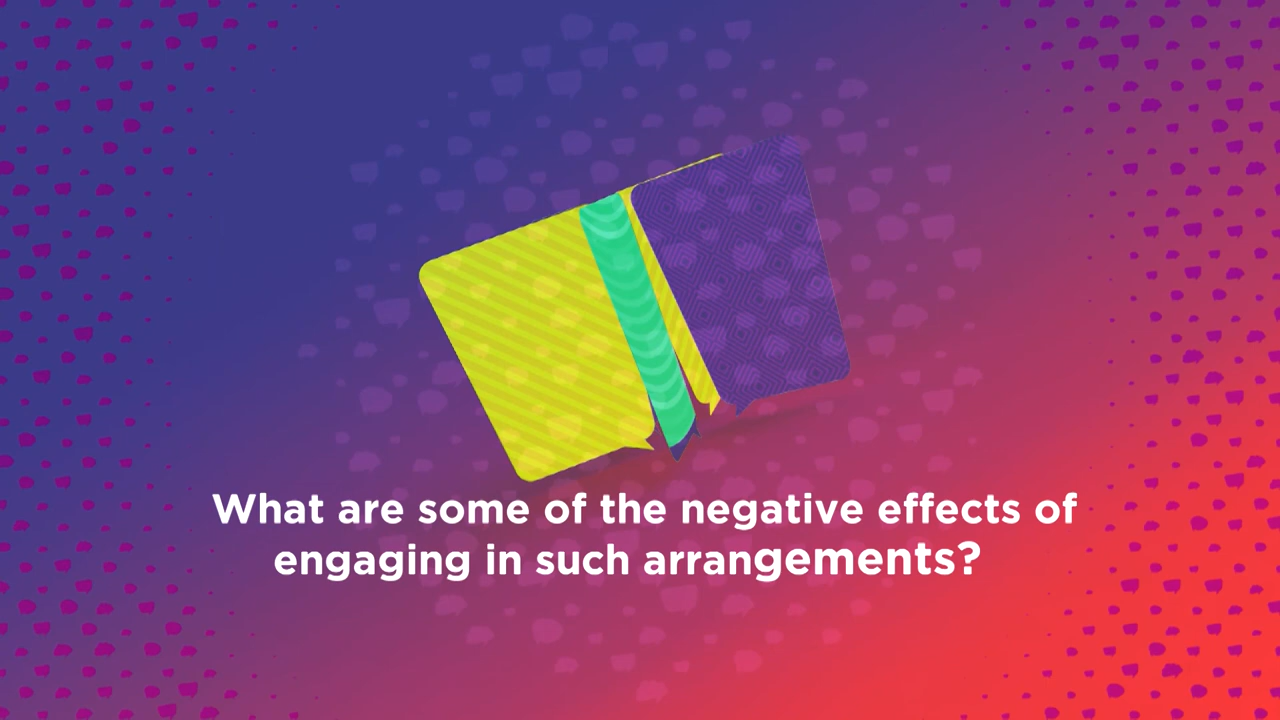 What are some of the negative effects of
engaging in such arrangements?